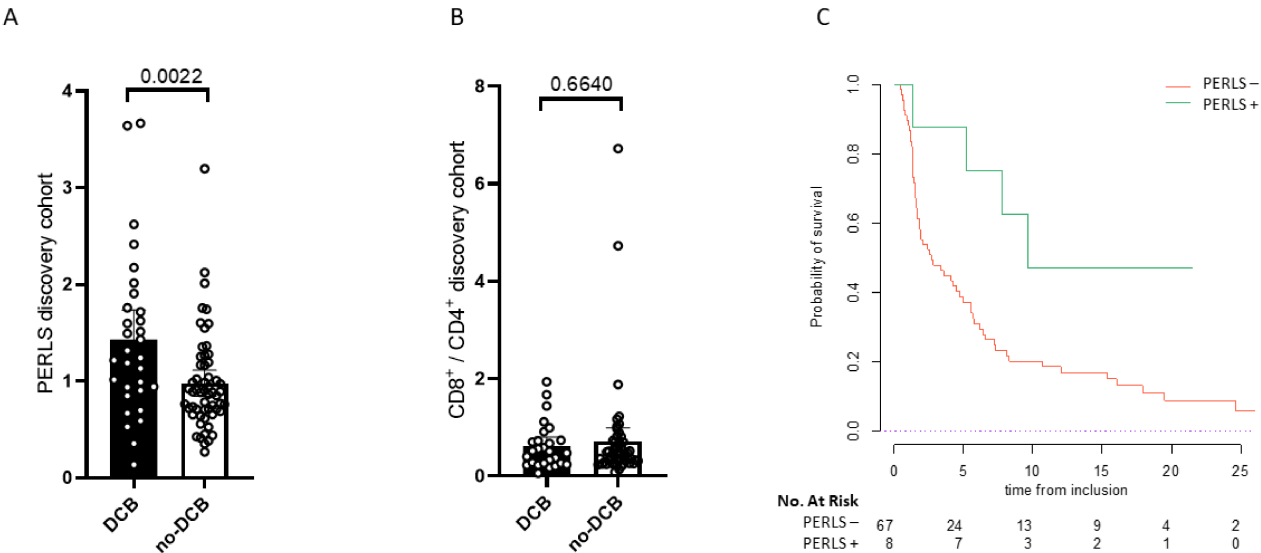 A
B
C
0.0022
PERLS discovery cohort
4
3
2
1
0
DCB
no-DCB
0.6640
CD8⁺ / CD4⁺ discovery cohort
8
6
4
2
0
DCB
no-DCB
PERLS –
PERLS +
Probability of survival
1.0
0.8
0.6
0.4
0.2
0.0
0 5 10 15 20 25
time from inclusion
No. At Risk
PERLS – 67 24 13 9 4 2
PERLS + 8 7 3 2 1 0